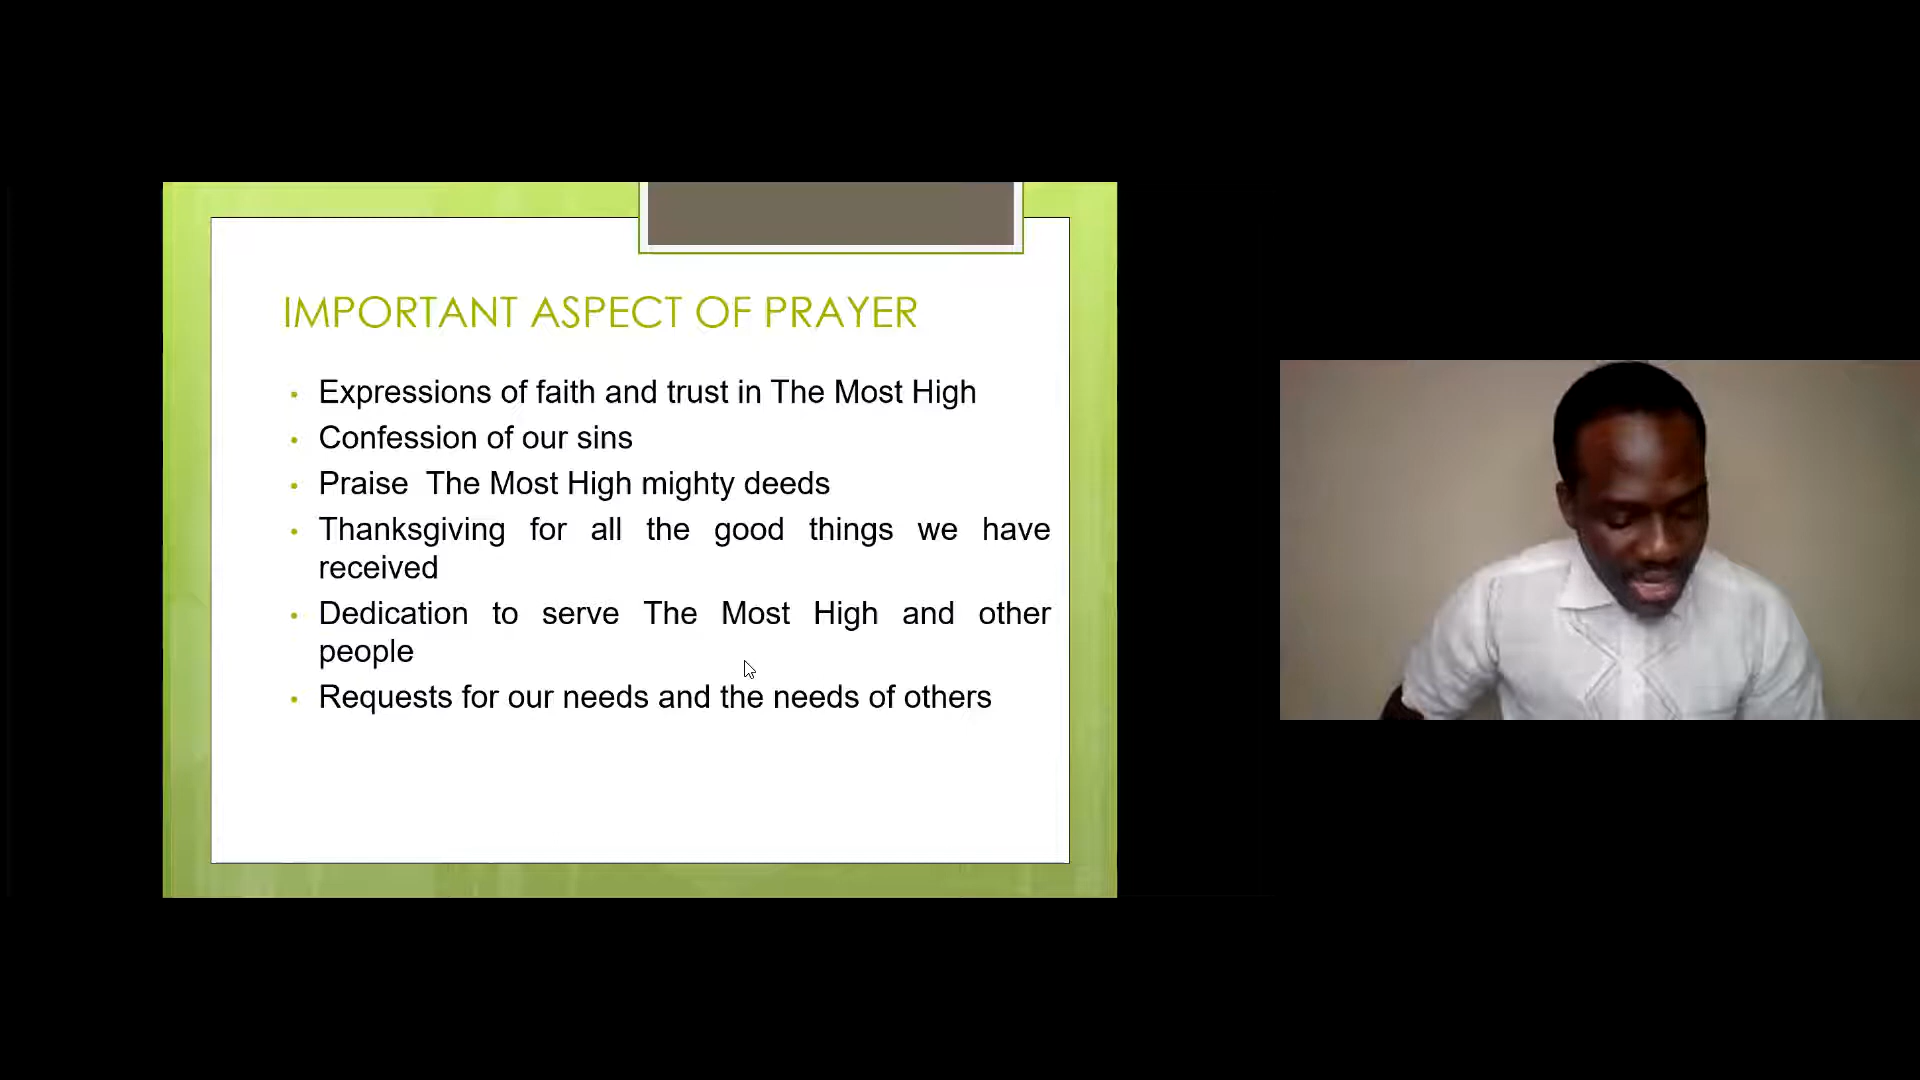 IMPORTANT ASPECT OF PRAYER
• Expressions of faith and trust in The Most High
• Confession of our sins
• Praise  The Most High mighty deeds
• Thanksgiving for all the good things we have
received
• Dedication to serve The Most High and other
people
• Requests for our needs and the needs of others